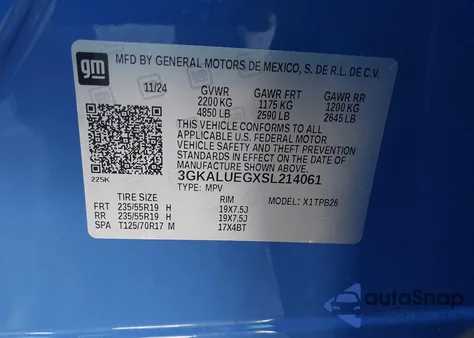 gm
MFD BY GENERAL MOTORS DE MEXICO, S. DE R.L. DE C.V.
11/24 GVWR GAWR FRT GAWR RR
2200 KG 1175 KG 1200 KG
4850 LB 2590 LB 2645 LB
THIS VEHICLE CONFORMS TO ALL
APPLICABLE U.S. FEDERAL MOTOR
VEHICLE SAFETY AND THEFT PREVENTION
STANDARDS IN EFFECT ON THE DATE OF
MANUFACTURE SHOWN ABOVE.
225K 3GKALUEGXSL214061
TYPE: MPV MODEL: X1TPB26
TIRE SIZE RIM
FRT 235/55R19 H 19X7.5J
RR 235/55R19 H 19X7.5J
SPA T125/70R17 M 17X4BT
autoSnap